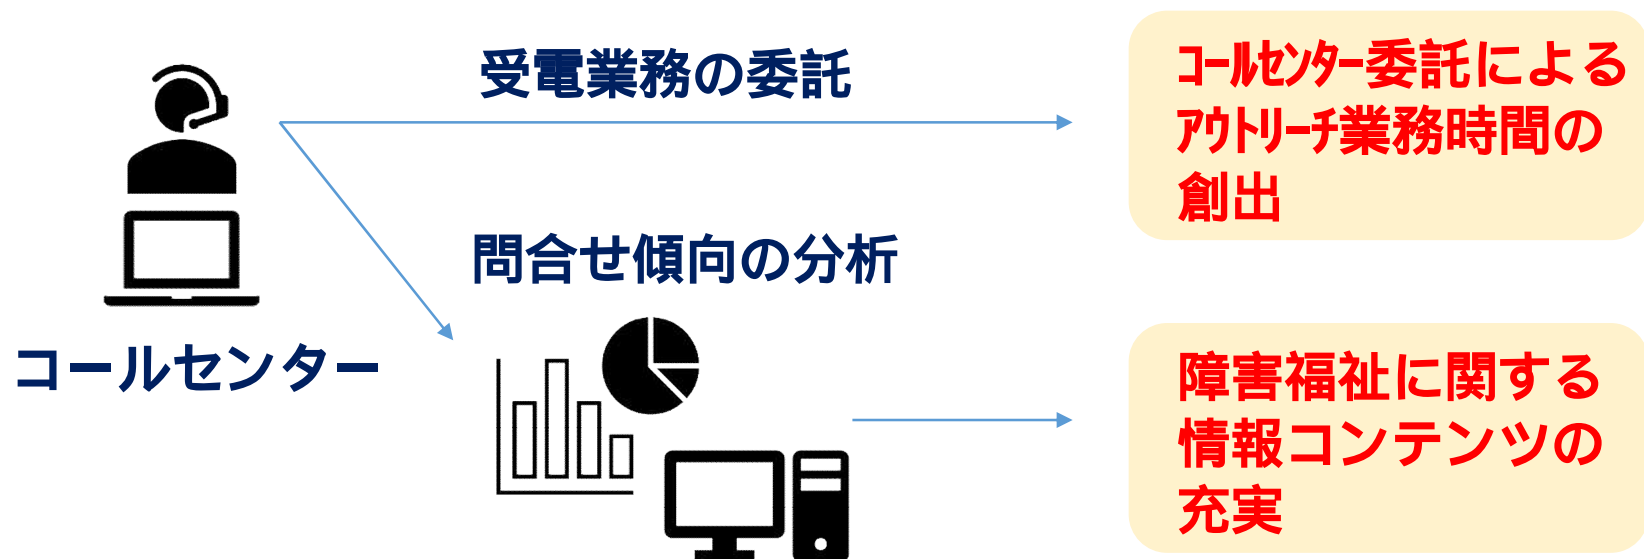 受電業務の委託
ｺｰﾙｾﾝﾀｰ委託による
ｱｳﾄﾘｰﾁ業務時間の
創出
問合せ傾向の分析
コールセンター
障害福祉に関する
情報コンテンツの
充実